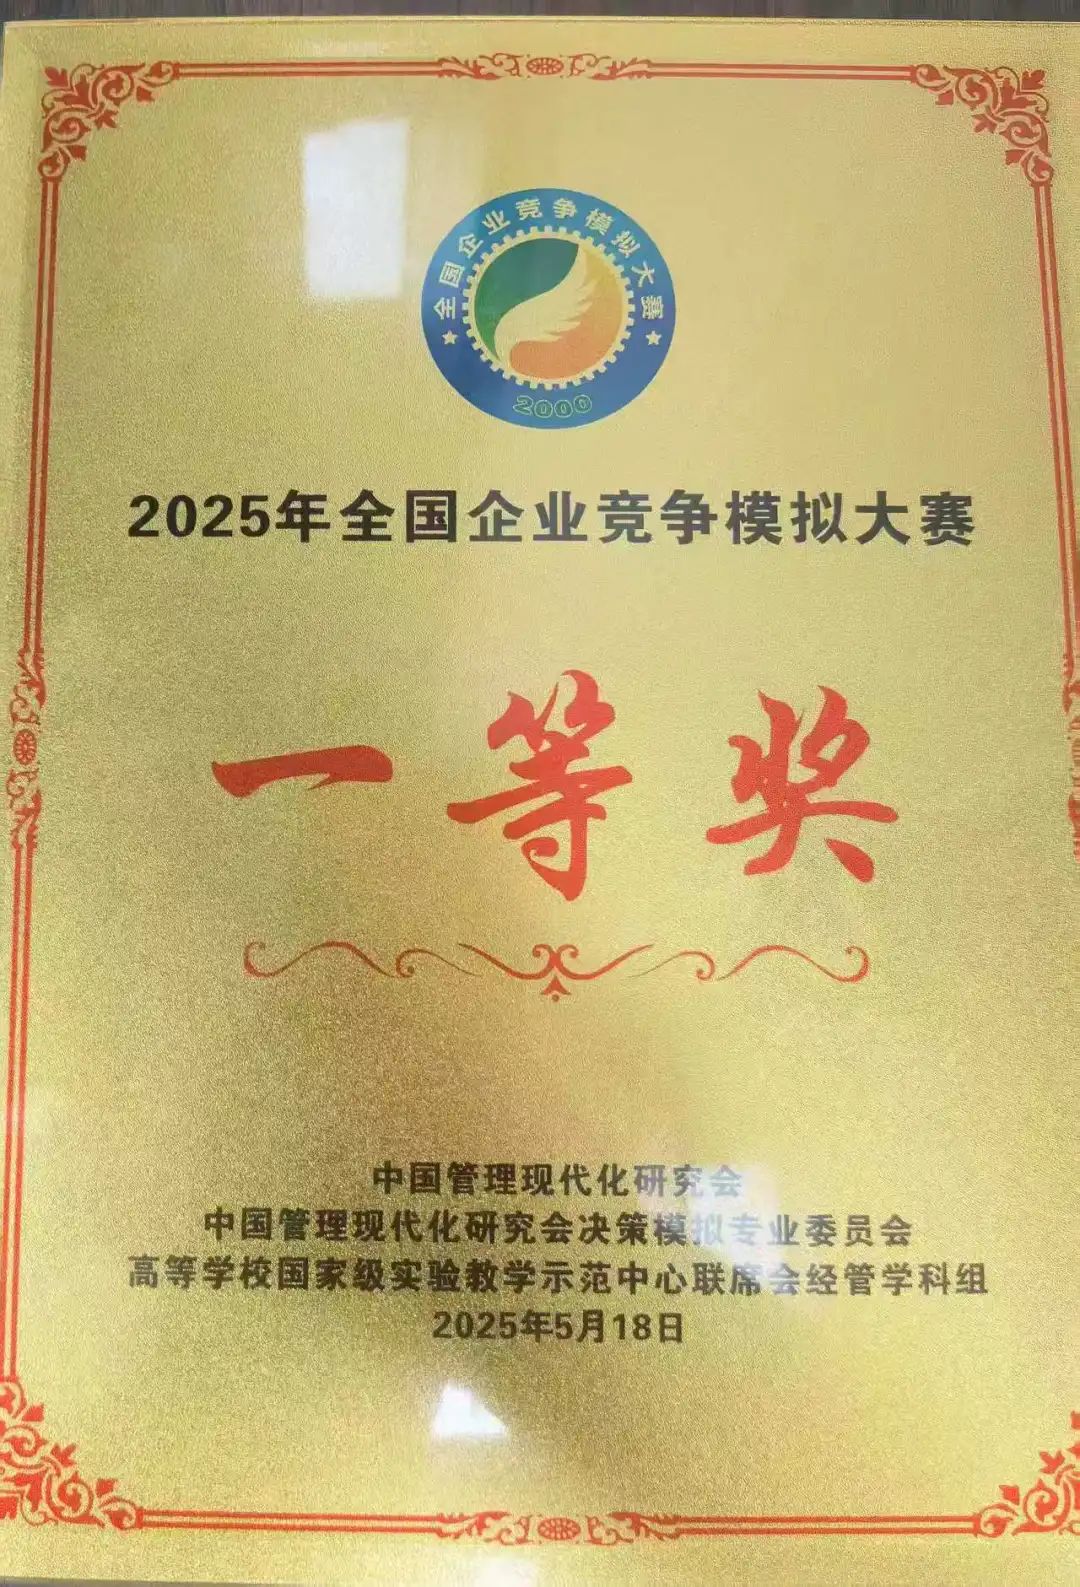 全国企业竞争模拟大赛
2000
2025年全国企业竞争模拟大赛
一等奖
中国管理现代化研究会
中国管理现代化研究会决策模拟专业委员会
高等学校国家级实验教学示范中心联席会经管学科组
2025年5月18日